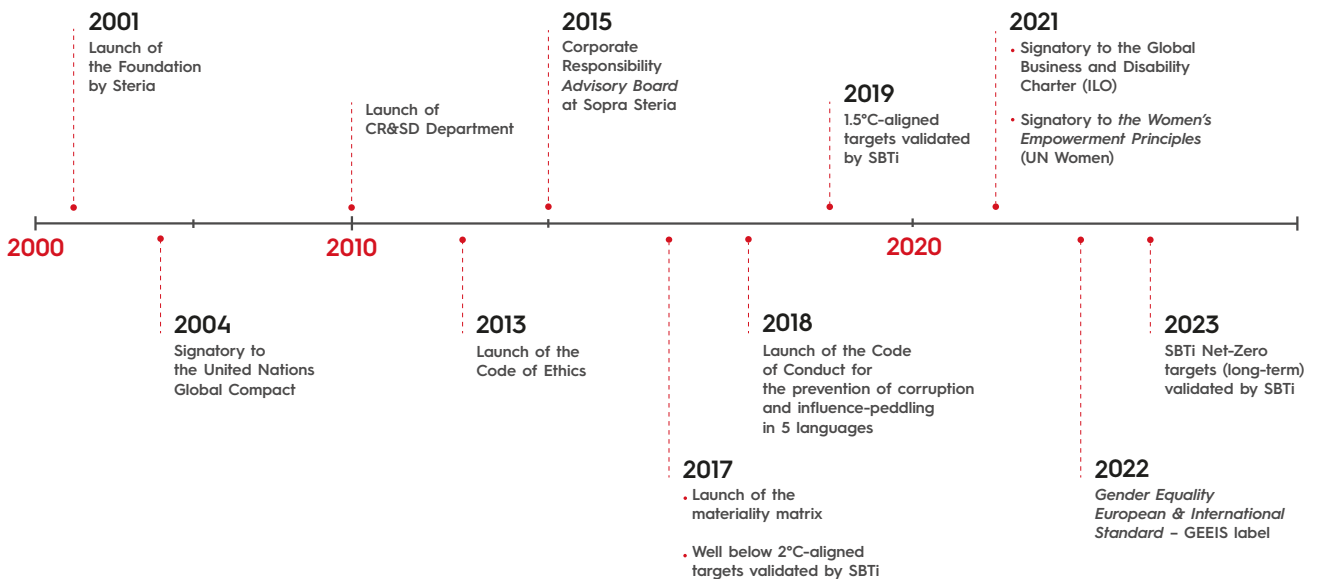 2001
Launch of
the Foundation
by Steria
Launch of
CR&SD Department
2015
Corporate
Responsibility
Advisory Board
at Sopra Steria
2019
1.5°C-aligned
targets validated
by SBTi
2021
• Signatory to the Global
Business and Disability
Charter (ILO)
• Signatory to the Women's
Empowerment Principles
(UN Women)
2000
2010
2020
2004
Signatory to
the United Nations
Global Compact
2013
Launch of the
Code of Ethics
2017
• Launch of the
materiality matrix
• Well below 2°C-aligned
targets validated by SBTi
2018
Launch of the Code
of Conduct for
the prevention of corruption
and influence-peddling
in 5 languages
2022
Gender Equality
European & International
Standard – GEEIS label
2023
SBTi Net-Zero
targets (long-term)
validated by SBTi